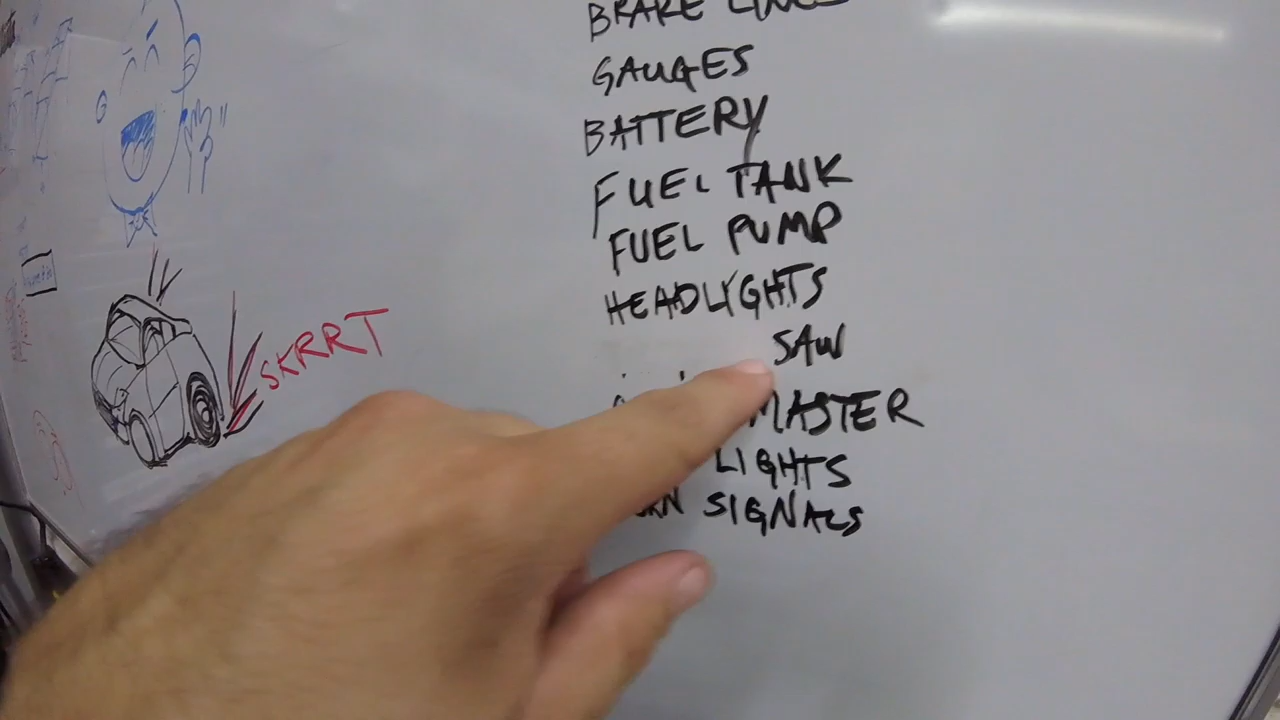 BRAKE LINES
GAUGES
BATTERY
FUEL TANK
FUEL PUMP
HEADLIGHTS
SAW
MASTER
LIGHTS
SIGNALS
SKRRT